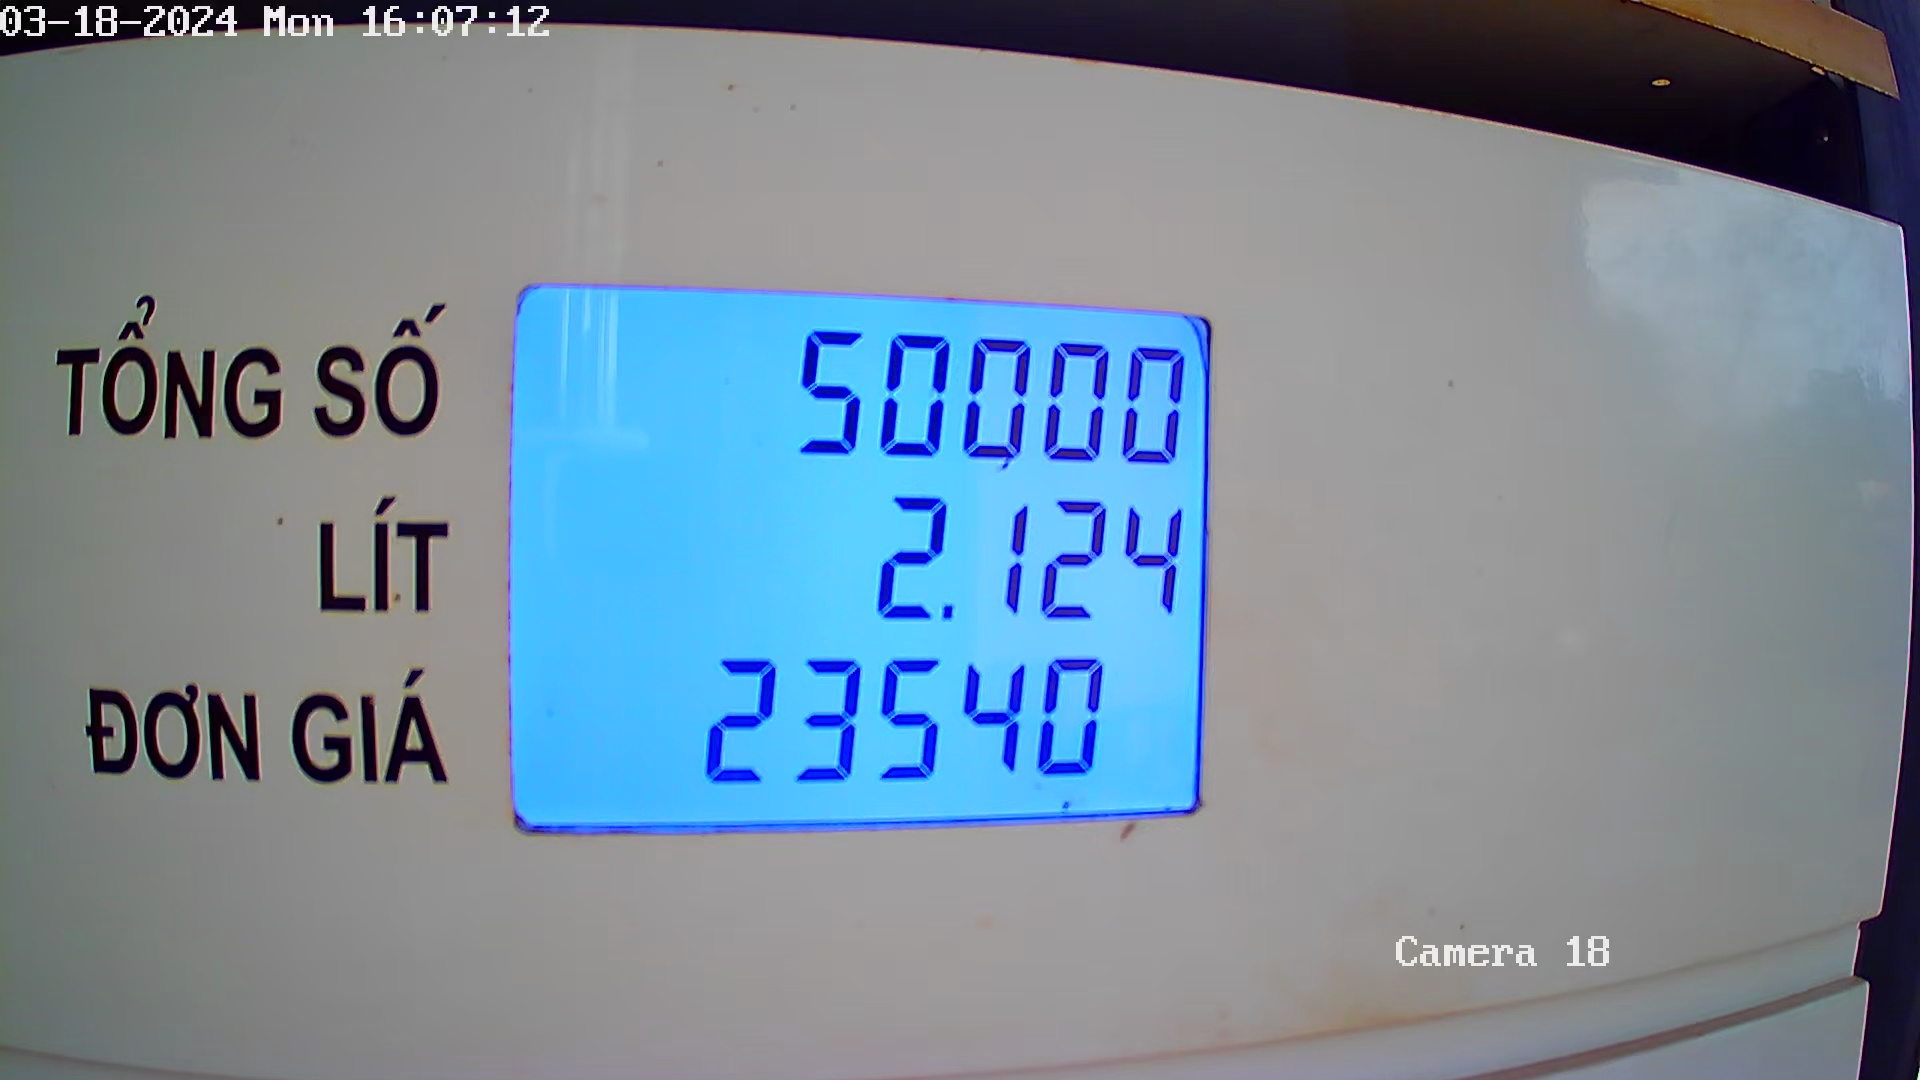 03-18-2024 Mon 16:07:12
TỔNG SỐ 50000
LÍT 2.124
ĐƠN GIÁ 23540
Camera 18